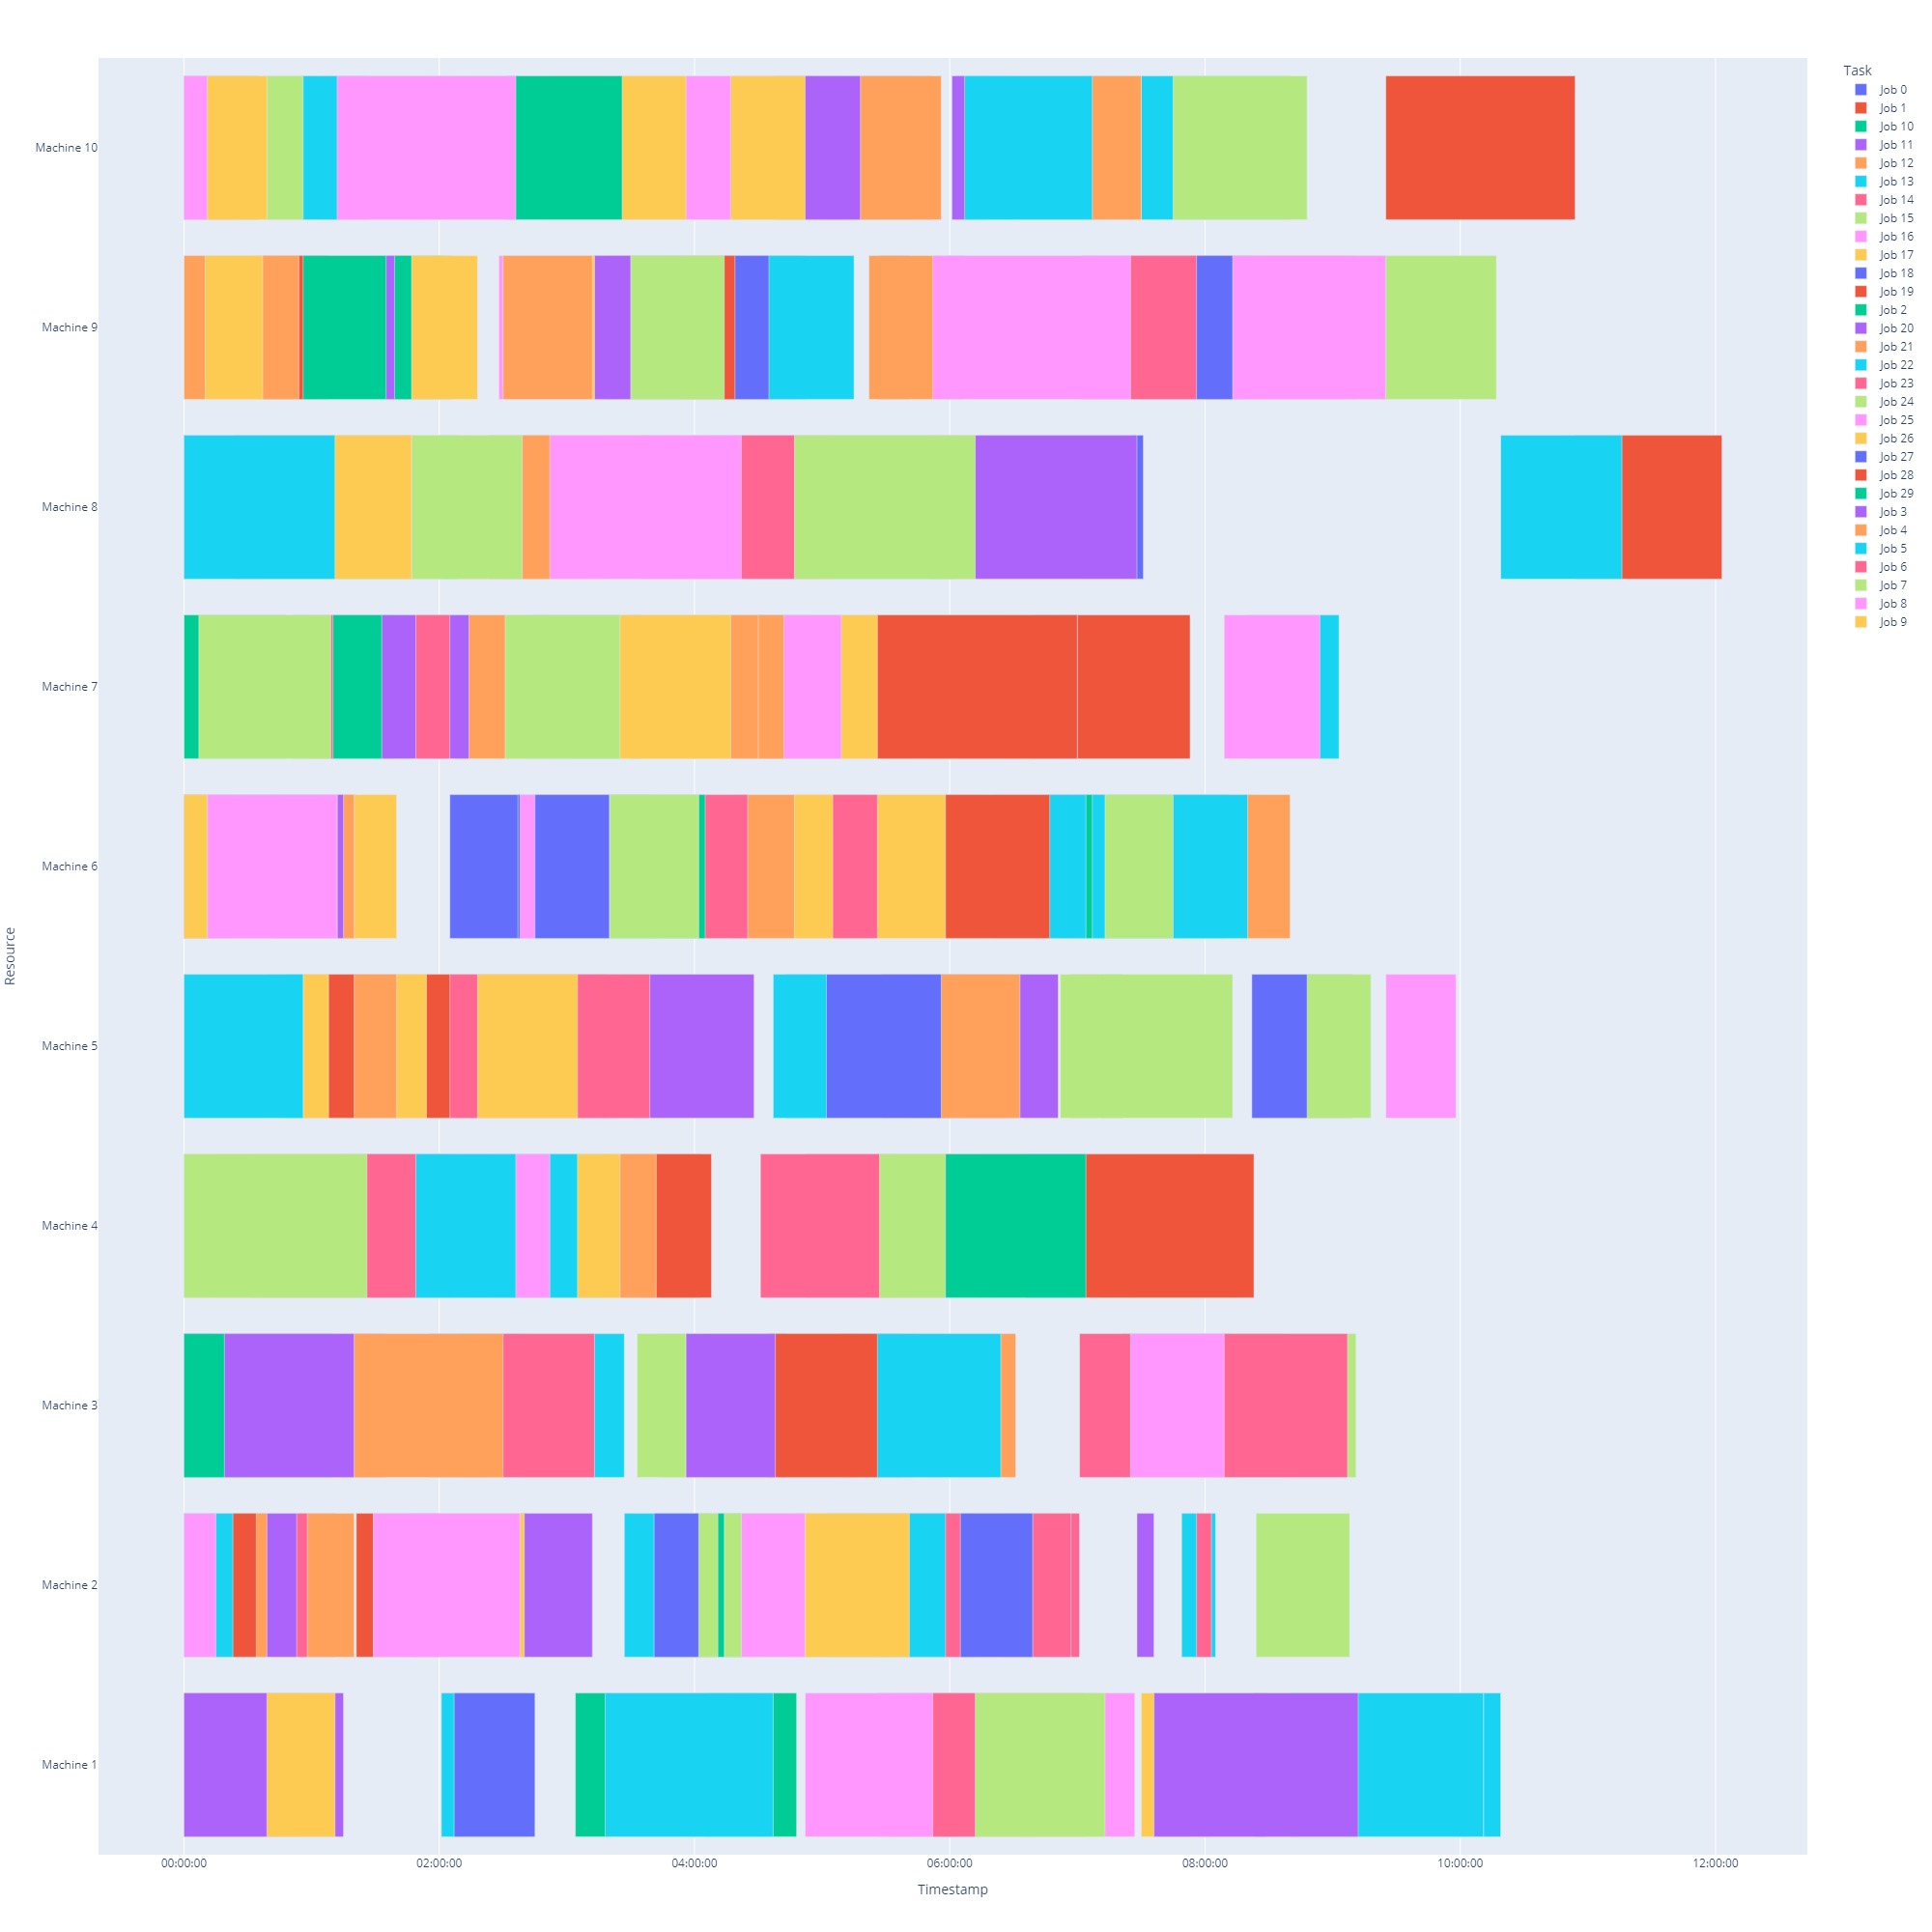 Task
Job 0
Job 1
Job 10
Job 11
Job 12
Job 13
Job 14
Job 15
Job 16
Job 17
Job 18
Job 19
Job 2
Job 20
Job 21
Job 22
Job 23
Job 24
Job 25
Job 26
Job 27
Job 28
Job 29
Job 3
Job 4
Job 5
Job 6
Job 7
Job 8
Job 9
Machine 10
Machine 9
Machine 8
Machine 7
Machine 6
Machine 5
Machine 4
Machine 3
Machine 2
Machine 1
Resource
00:00:00 02:00:00 04:00:00 06:00:00 08:00:00 10:00:00 12:00:00
Timestamp